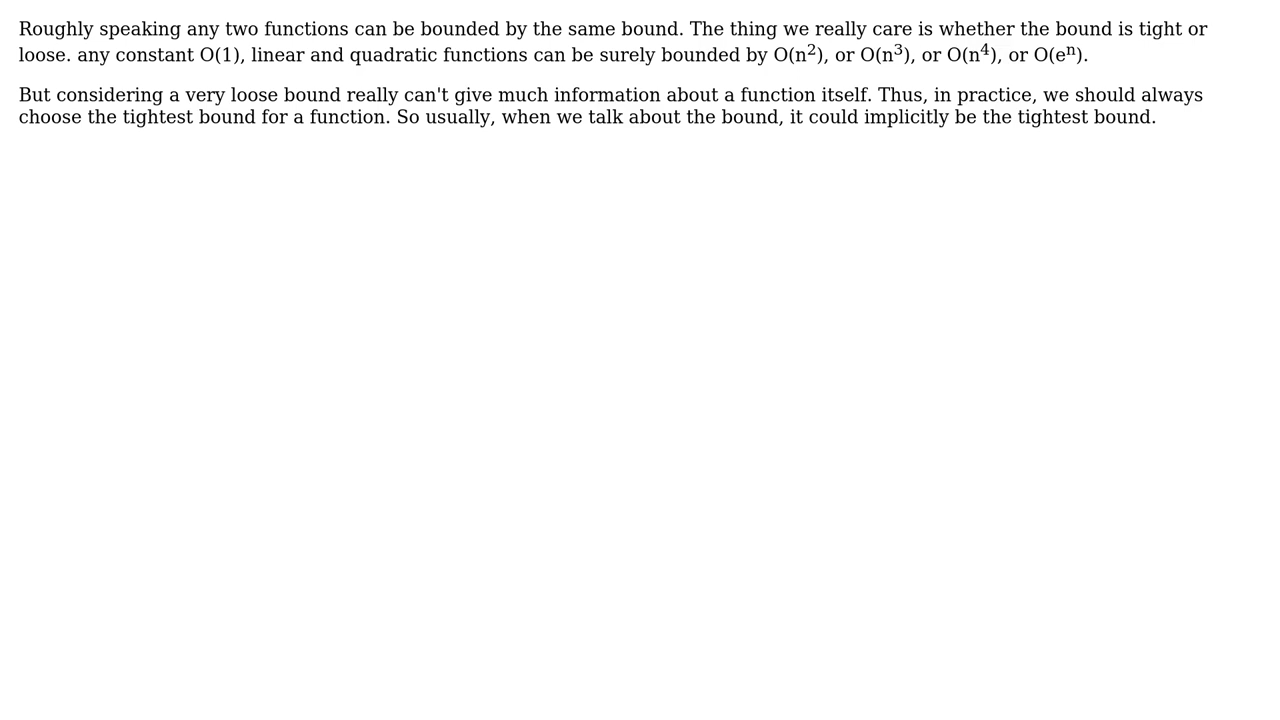 Roughly speaking any two functions can be bounded by the same bound. The thing we really care is whether the bound is tight or
loose. any constant O(1), linear and quadratic functions can be surely bounded by O(n²), or O(n³), or O(n⁴), or O(eⁿ).
But considering a very loose bound really can't give much information about a function itself. Thus, in practice, we should always
choose the tightest bound for a function. So usually, when we talk about the bound, it could implicitly be the tightest bound.